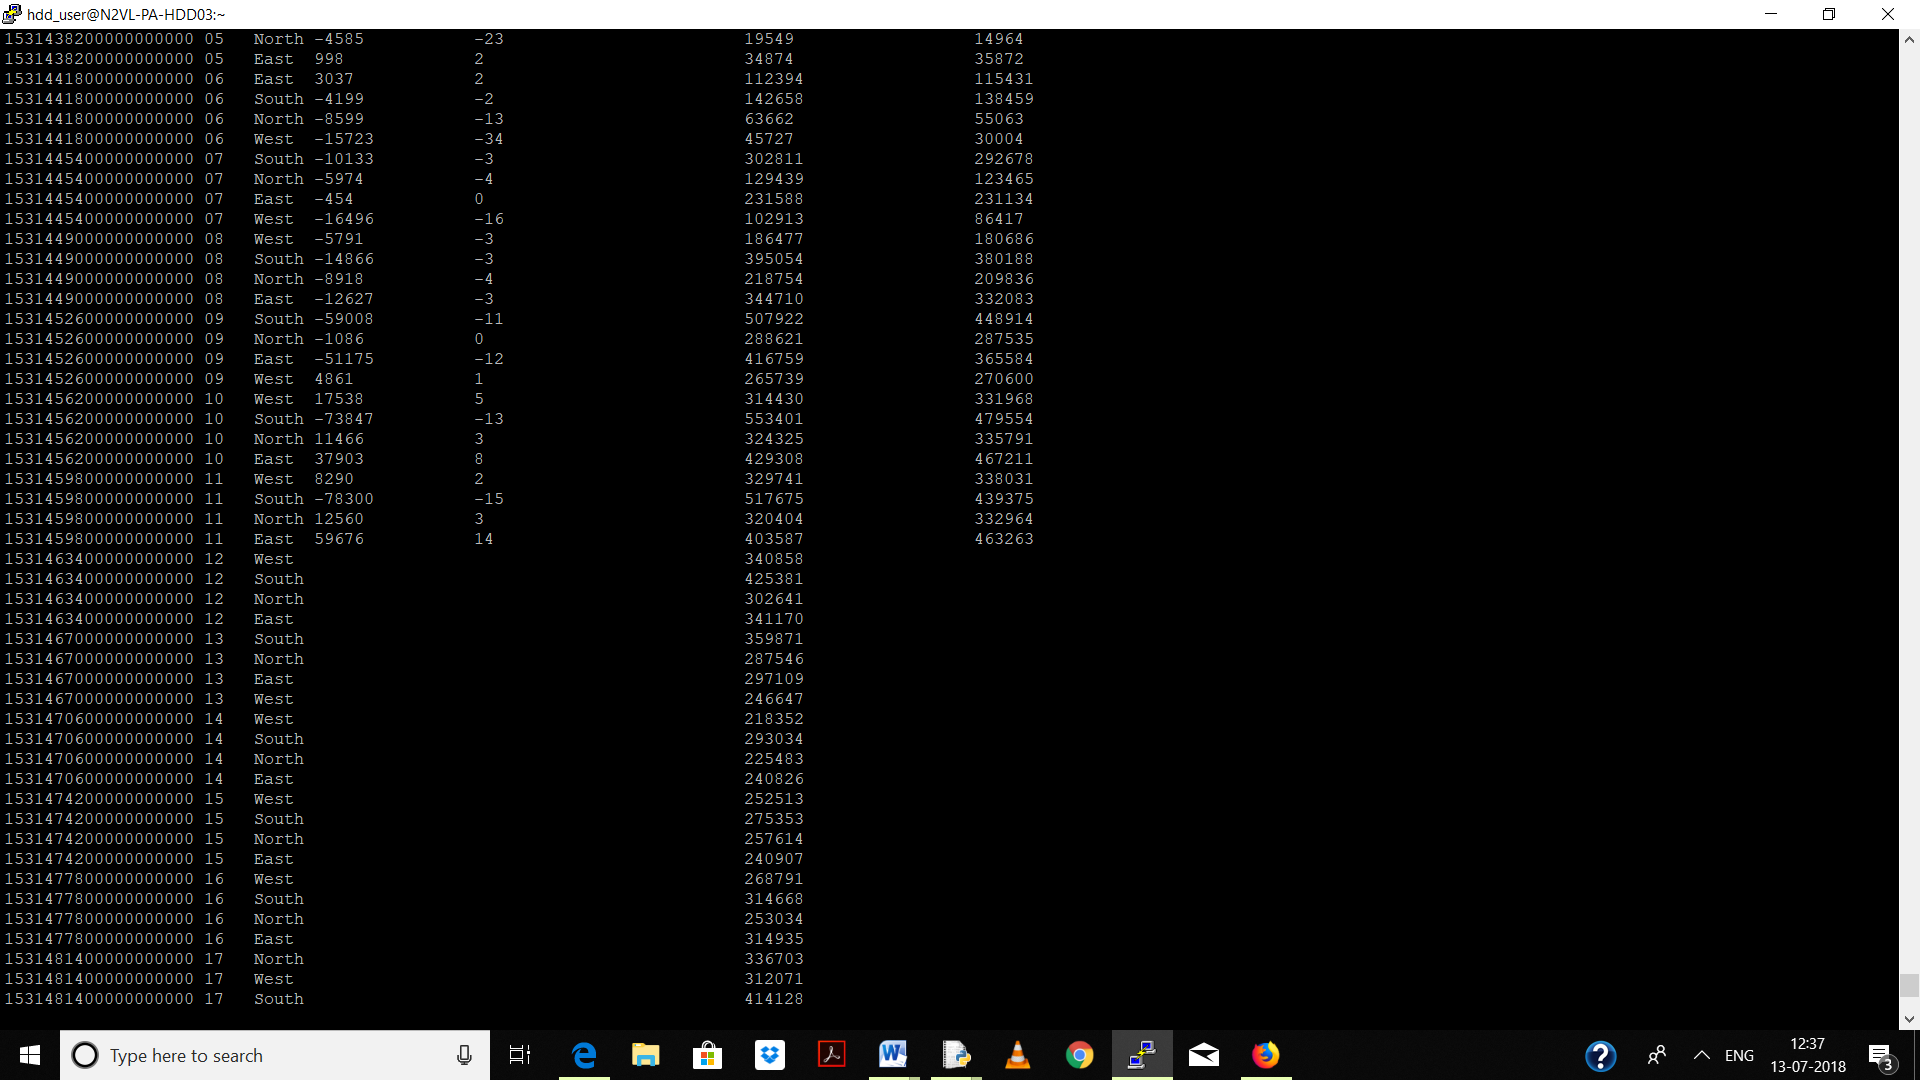 hdd_user@N2VL-PA-HDD03:~
1531438200000000000 05 North -4585 -23 19549 14964
1531438200000000000 05 East 998 2 34874 35872
1531441800000000000 06 East 3037 2 112394 115431
1531441800000000000 06 South -4199 -2 142658 138459
1531441800000000000 06 North -8599 -13 63662 55063
1531441800000000000 06 West -15723 -34 45727 30004
1531445400000000000 07 South -10133 -3 302811 292678
1531445400000000000 07 North -5974 -4 129439 123465
1531445400000000000 07 East -454 0 231588 231134
1531445400000000000 07 West -16496 -16 102913 86417
1531449000000000000 08 West -5791 -3 186477 180686
1531449000000000000 08 South -14866 -3 395054 380188
1531449000000000000 08 North -8918 -4 218754 209836
1531449000000000000 08 East -12627 -3 344710 332083
1531452600000000000 09 South -59008 -11 507922 448914
1531452600000000000 09 North -1086 0 288621 287535
1531452600000000000 09 East -51175 -12 416759 365584
1531452600000000000 09 West 4861 1 265739 270600
1531456200000000000 10 West 17538 5 314430 331968
1531456200000000000 10 South -73847 -13 553401 479554
1531456200000000000 10 North 11466 3 324325 335791
1531456200000000000 10 East 37903 8 429308 467211
1531459800000000000 11 West 8290 2 329741 338031
1531459800000000000 11 South -78300 -15 517675 439375
1531459800000000000 11 North 12560 3 320404 332964
1531459800000000000 11 East 59676 14 403587 463263
1531463400000000000 12 West 340858
1531463400000000000 12 South 425381
1531463400000000000 12 North 302641
1531463400000000000 12 East 341170
1531467000000000000 13 South 359871
1531467000000000000 13 North 287546
1531467000000000000 13 East 297109
1531467000000000000 13 West 246647
1531470600000000000 14 West 218352
1531470600000000000 14 South 293034
1531470600000000000 14 North 225483
1531470600000000000 14 East 240826
1531474200000000000 15 West 252513
1531474200000000000 15 South 275353
1531474200000000000 15 North 257614
1531474200000000000 15 East 240907
1531477800000000000 16 West 268791
1531477800000000000 16 South 314668
1531477800000000000 16 North 253034
1531477800000000000 16 East 314935
1531481400000000000 17 North 336703
1531481400000000000 17 West 312071
1531481400000000000 17 South 414128
Type here to search
ENG
12:37
13-07-2018
3